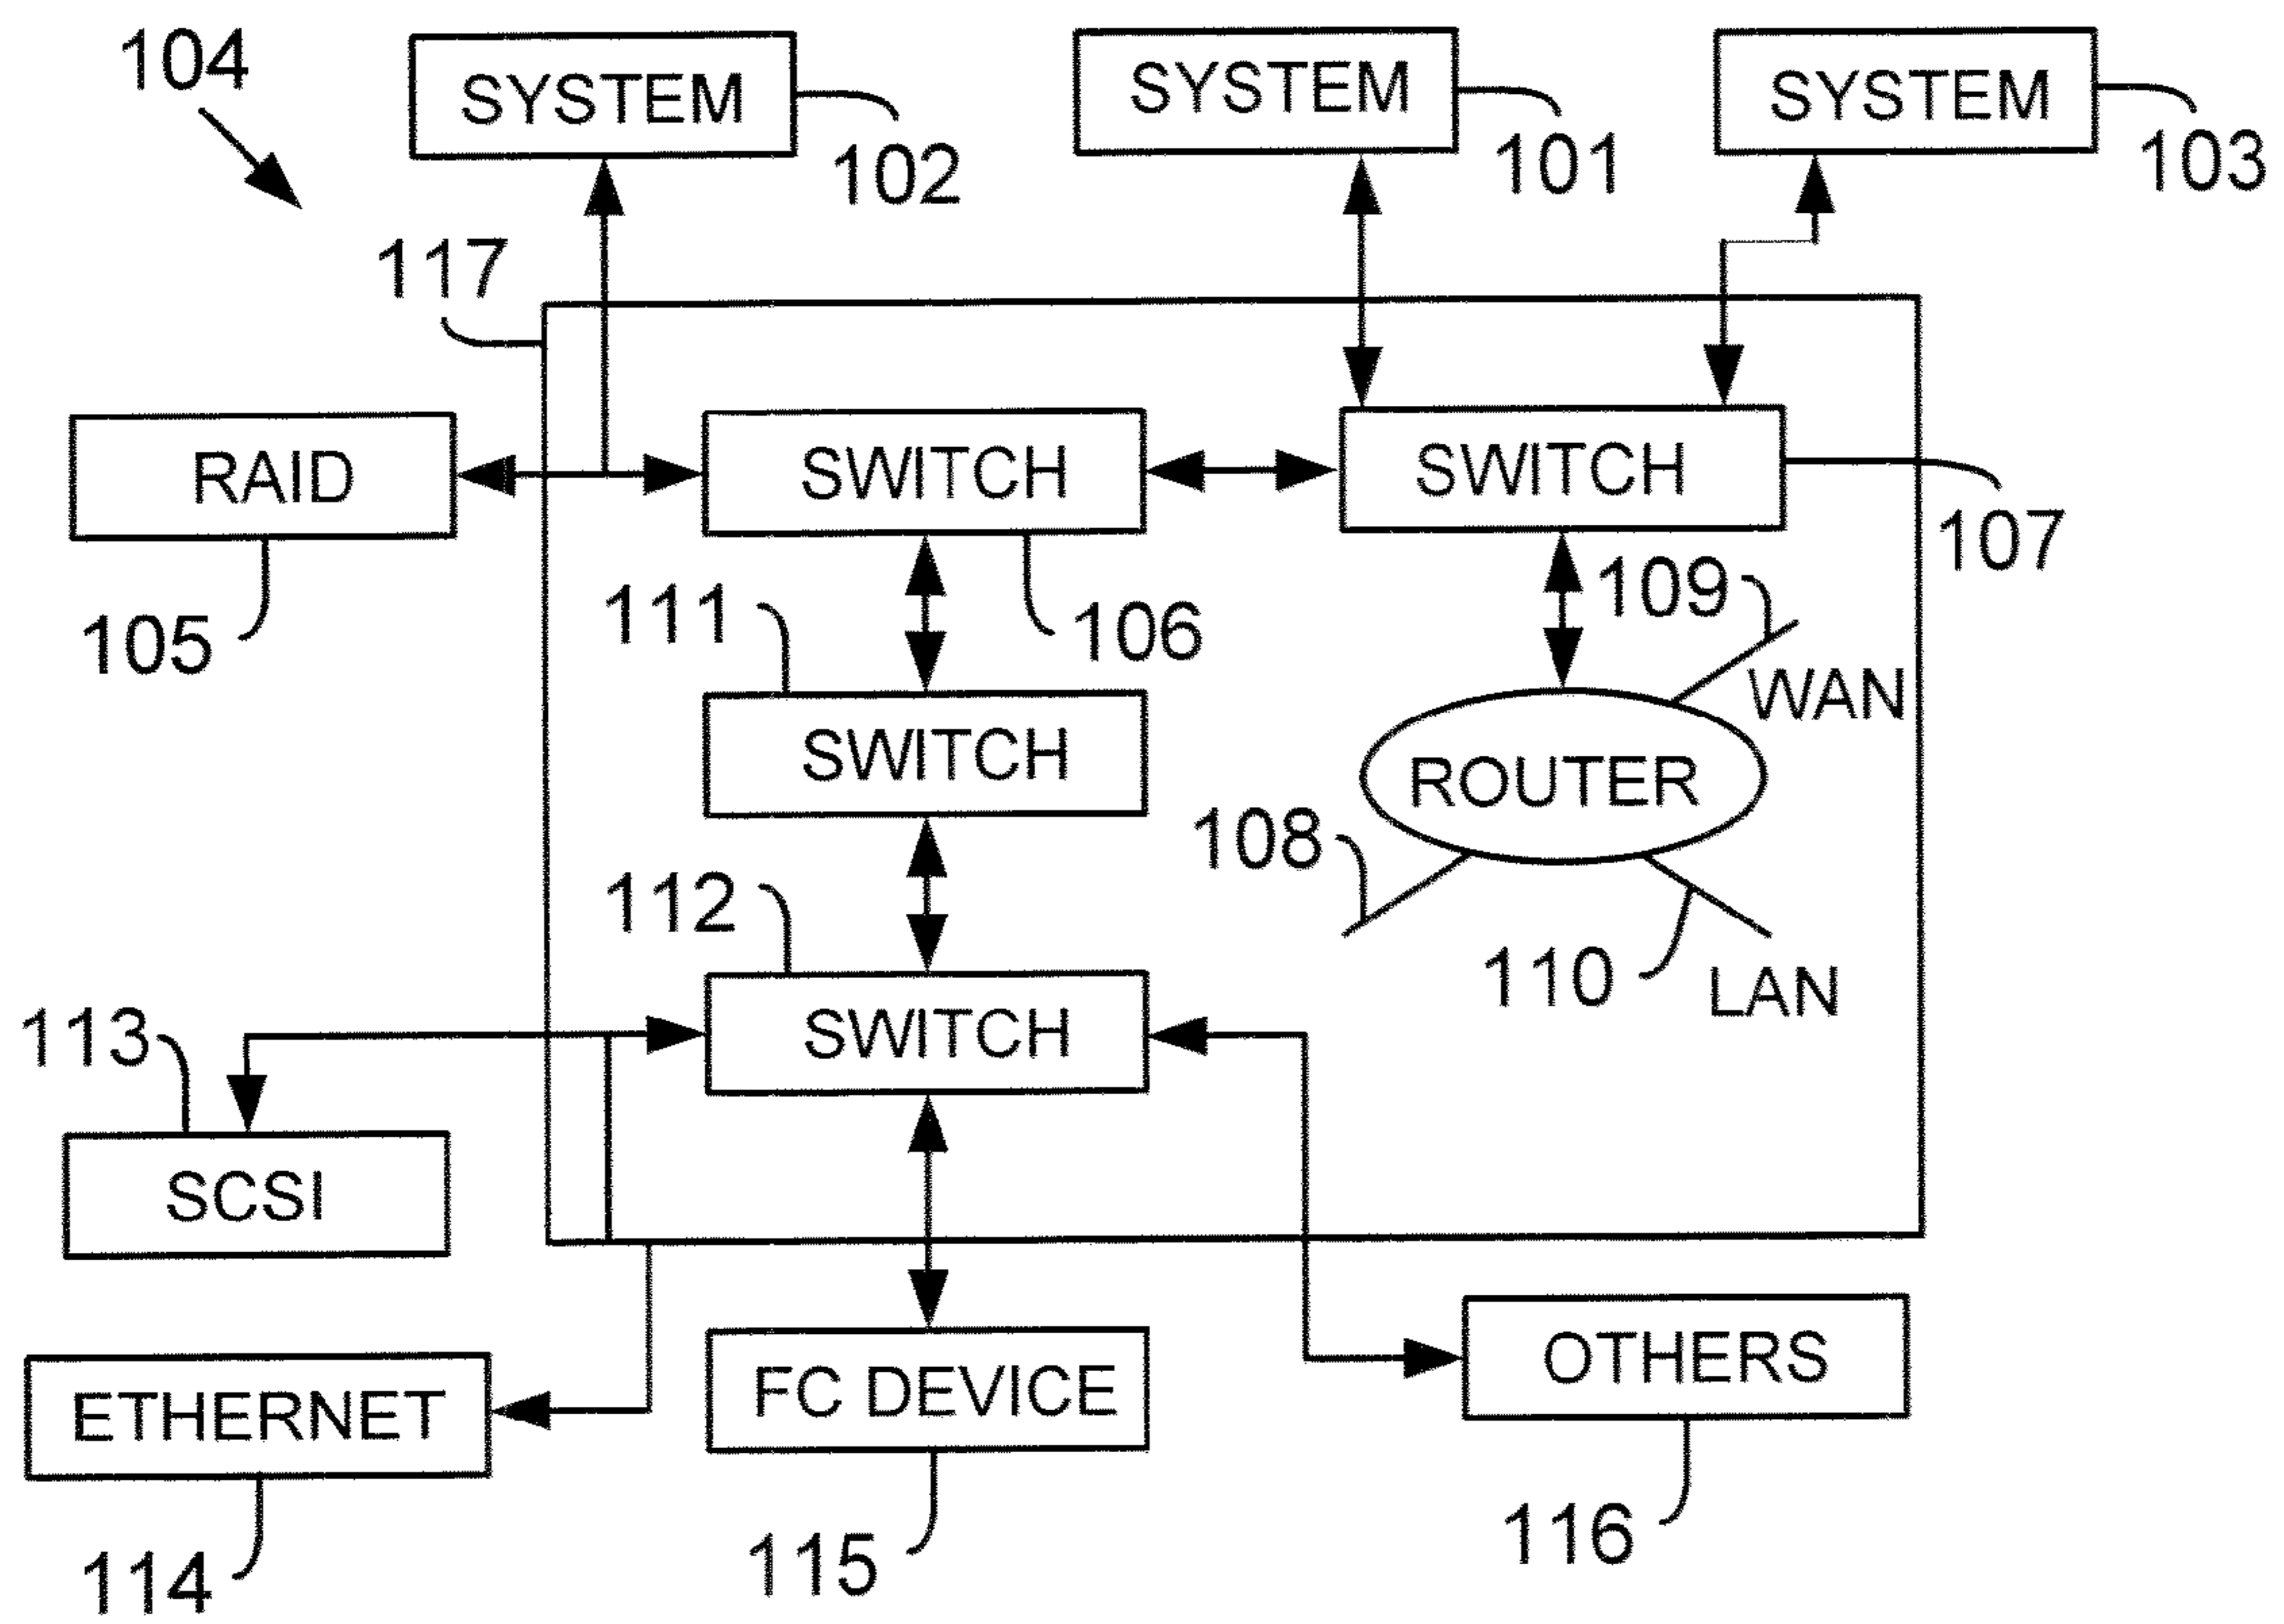 104
SYSTEM
SYSTEM
SYSTEM
102
101
103
117
RAID
SWITCH
SWITCH
107
105
111
106
109
WAN
SWITCH
ROUTER
108
112
110
LAN
113
SWITCH
SCSI
ETHERNET
FC DEVICE
OTHERS
114
115
116